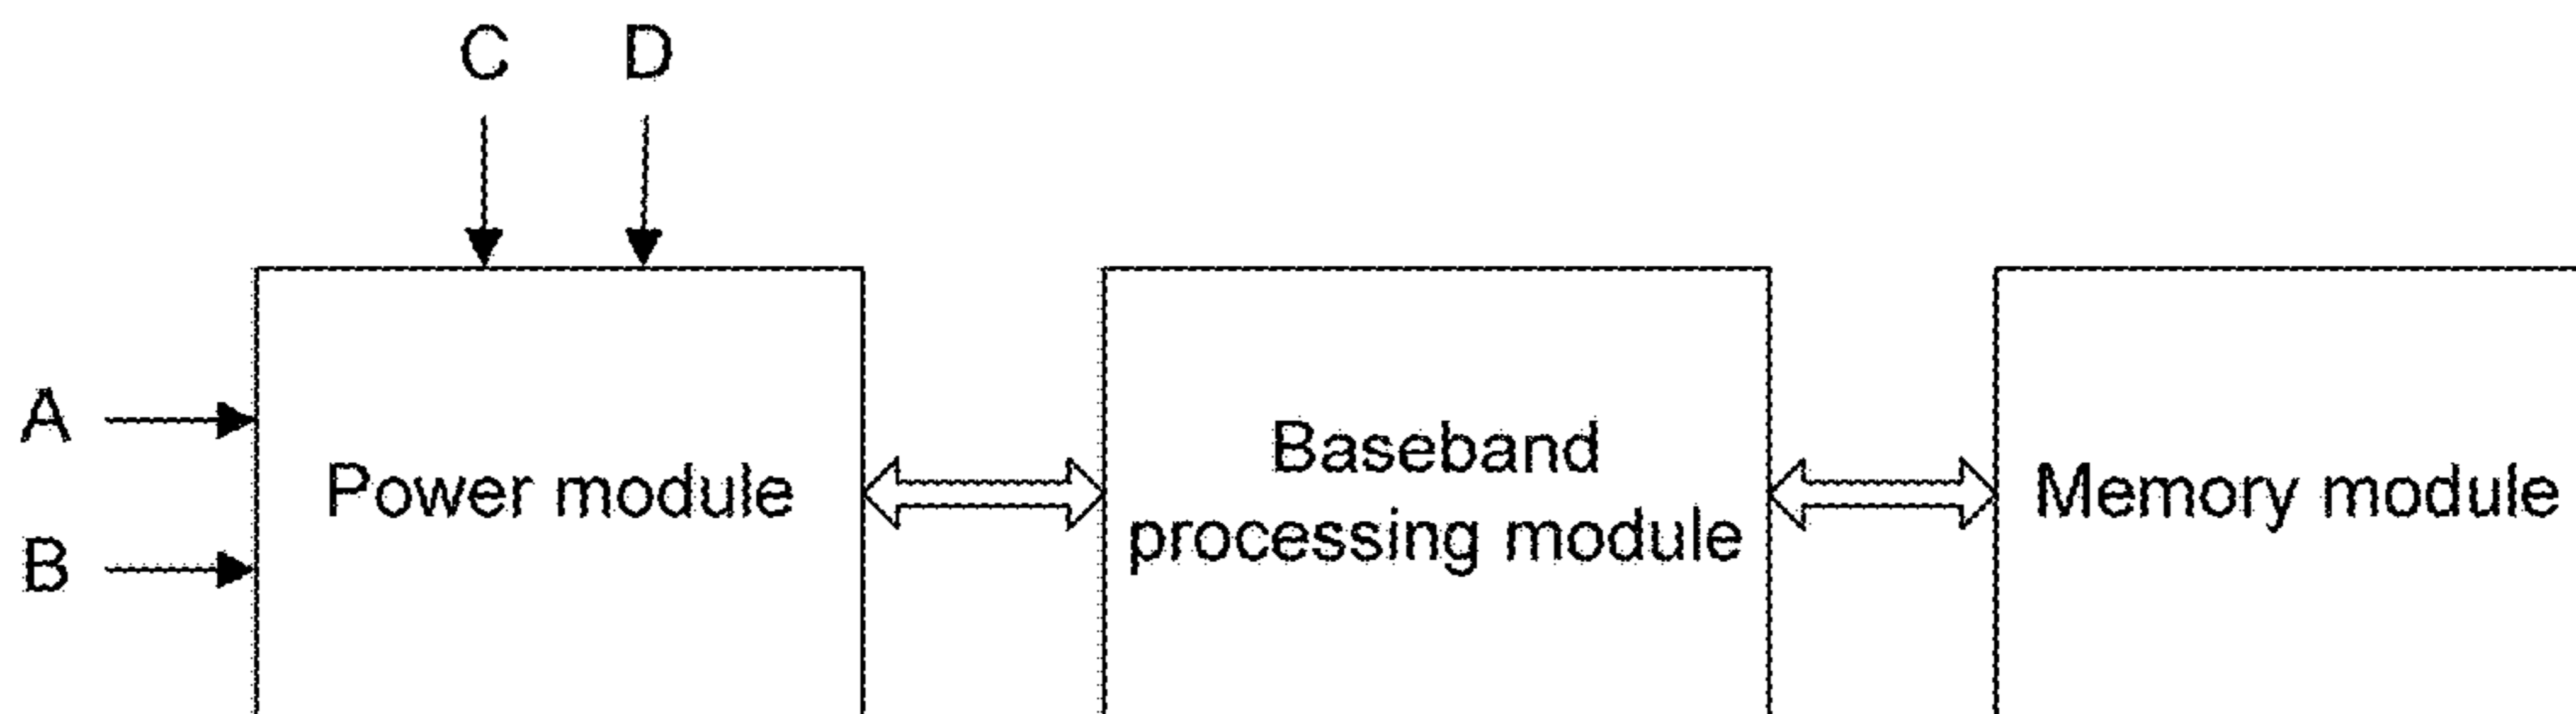 C D
A
B
Power module
Baseband
processing module
Memory module